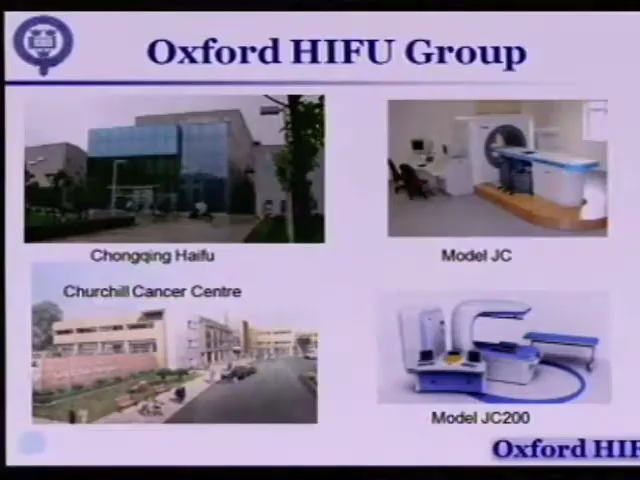 Oxford HIFU Group
Chongqing Haifu
Model JC
Churchill Cancer Centre
Model JC200
Oxford HIF